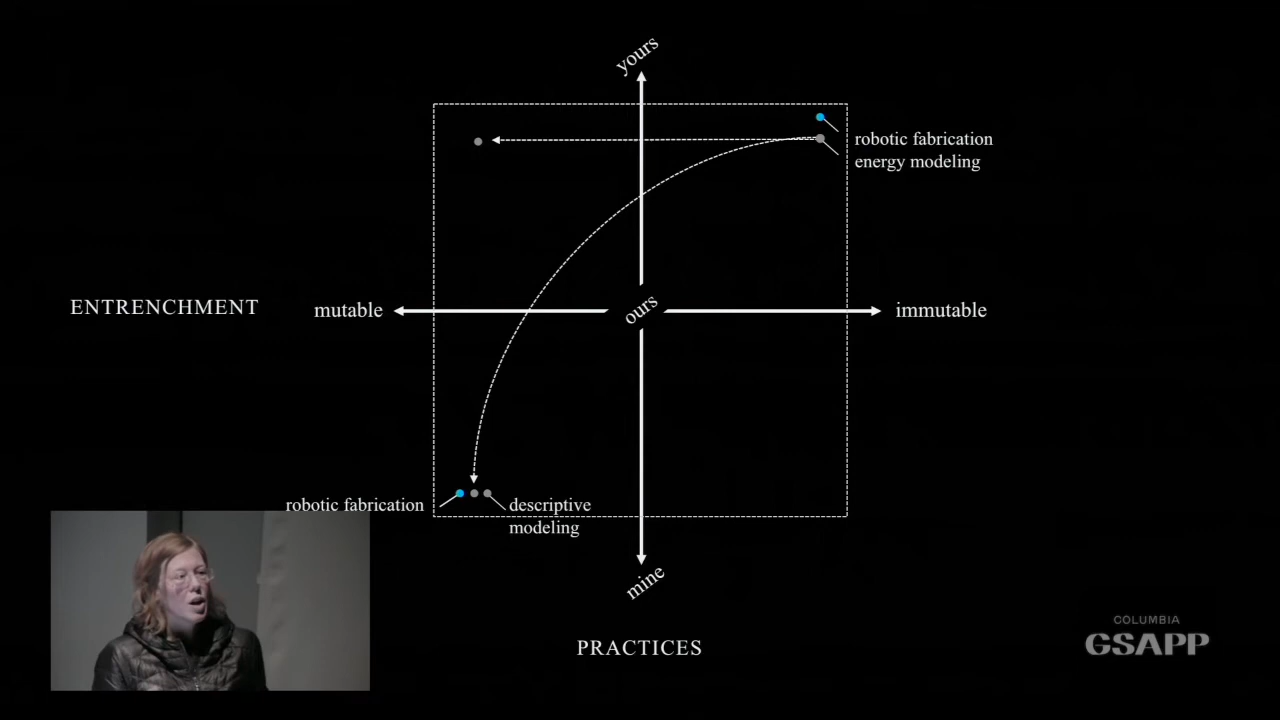 yours
robotic fabrication
energy modeling
ENTRENCHMENT
mutable
ours
immutable
robotic fabrication
descriptive
modeling
mine
PRACTICES
COLUMBIA
GSAPP